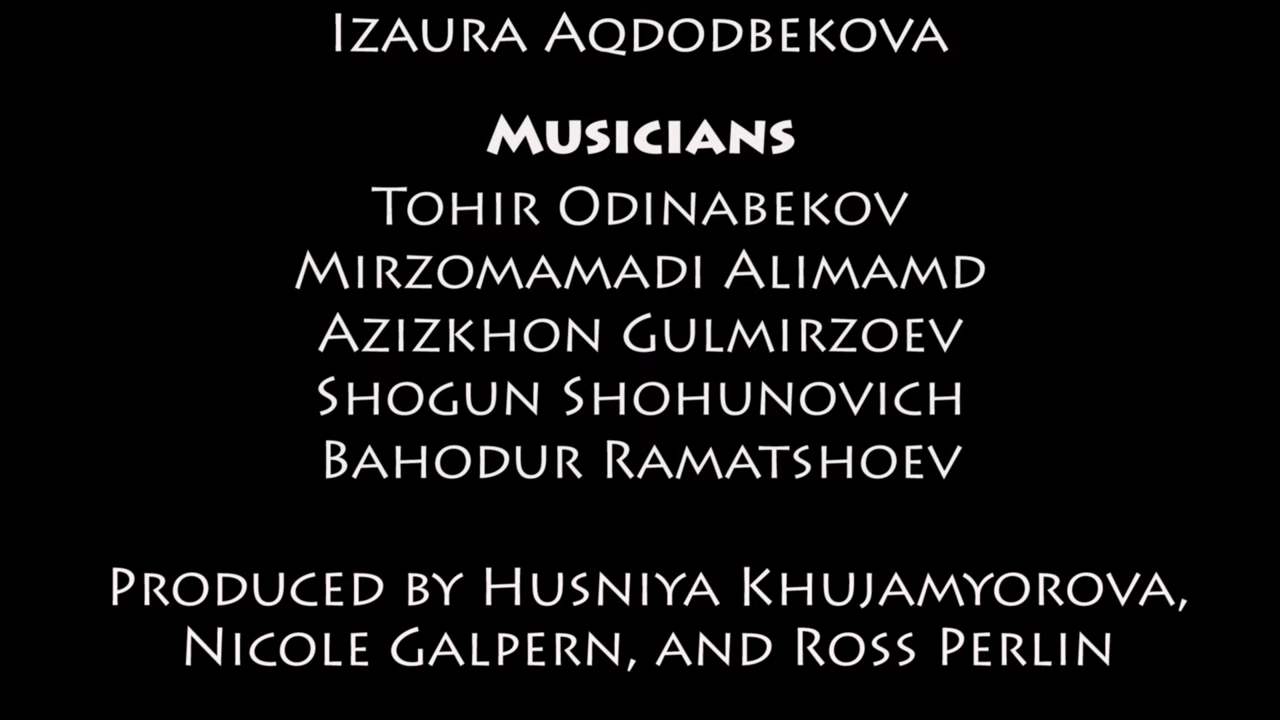 Izaura Aqdodbekova
Musicians
Tohir Odinabekov
Mirzomamadi Alimamd
Azizkhon Gulmirzoev
Shogun Shohunovich
Bahodur Ramatshoev
Produced by Husniya Khujamyorova,
Nicole Galpern, and Ross Perlin